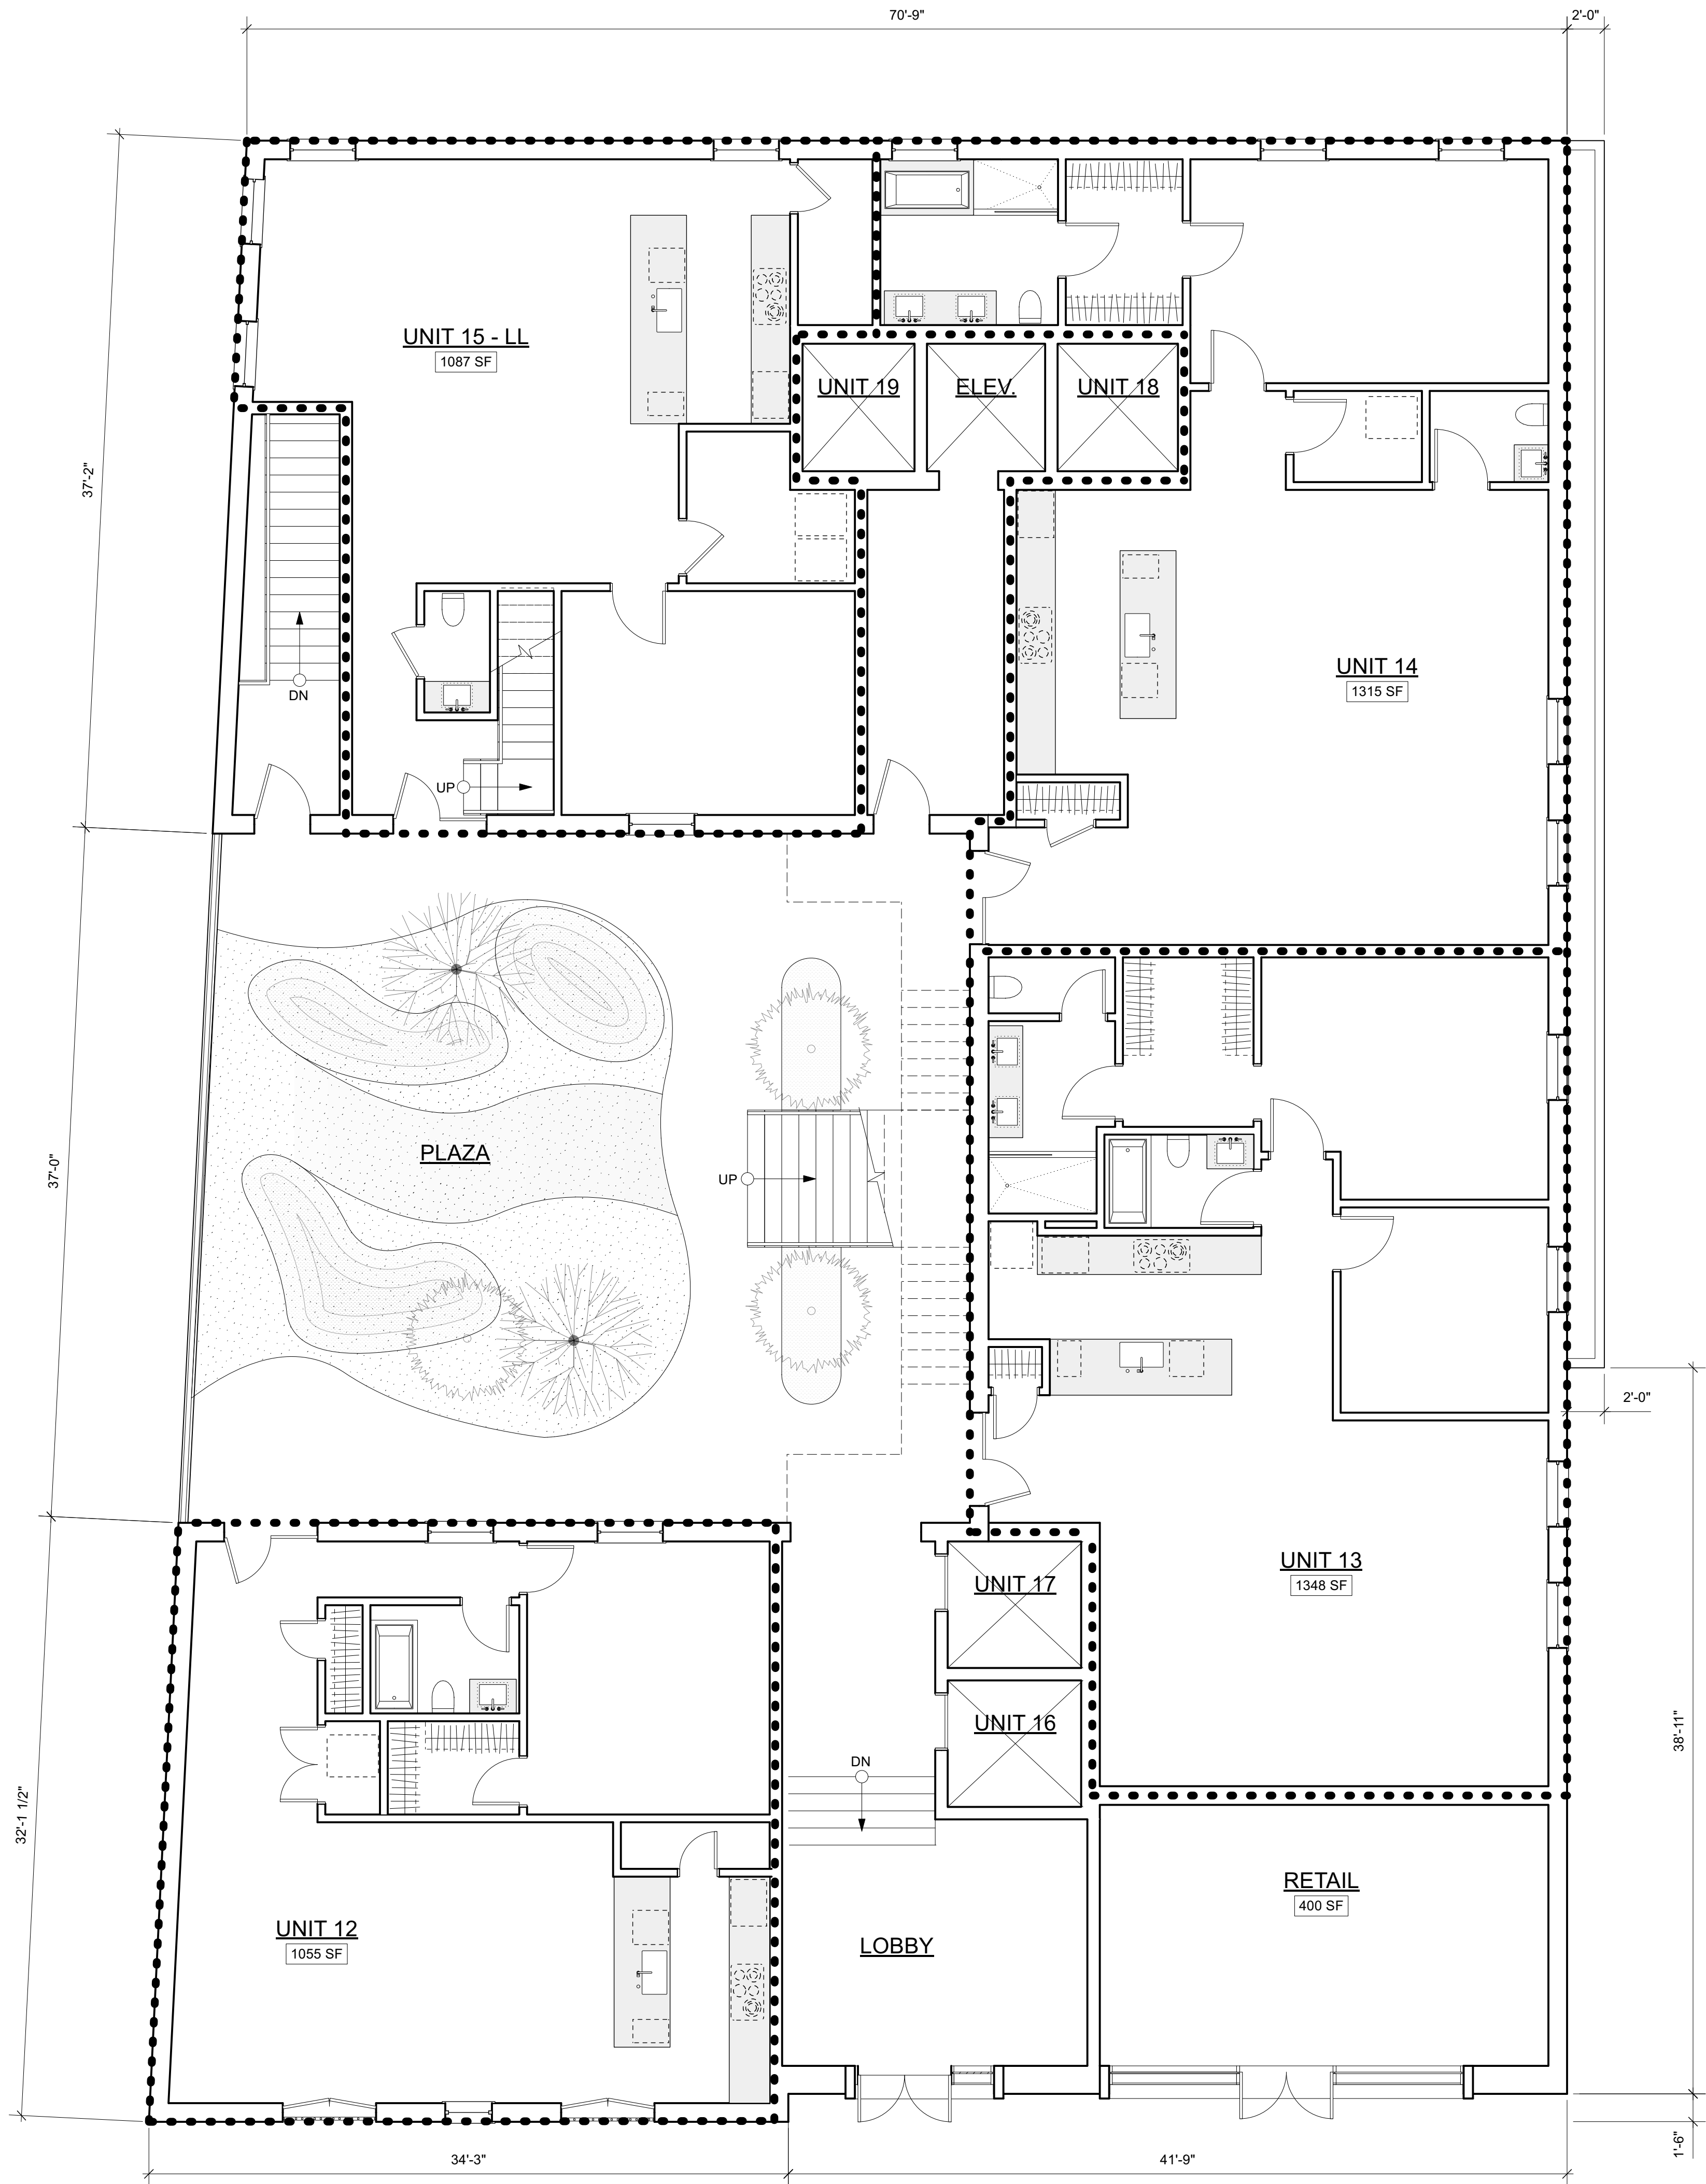 70'-9"
2'-0"
37'-2"
UNIT 15 - LL
1087 SF
UNIT 19
ELEV.
UNIT 18
UNIT 14
1315 SF
DN
UP
37'-0"
PLAZA
UP
2'-0"
UNIT 13
1348 SF
UNIT 17
UNIT 16
38'-11"
DN
32'-1 1/2"
RETAIL
400 SF
UNIT 12
1055 SF
LOBBY
1'-6"
34'-3"
41'-9"